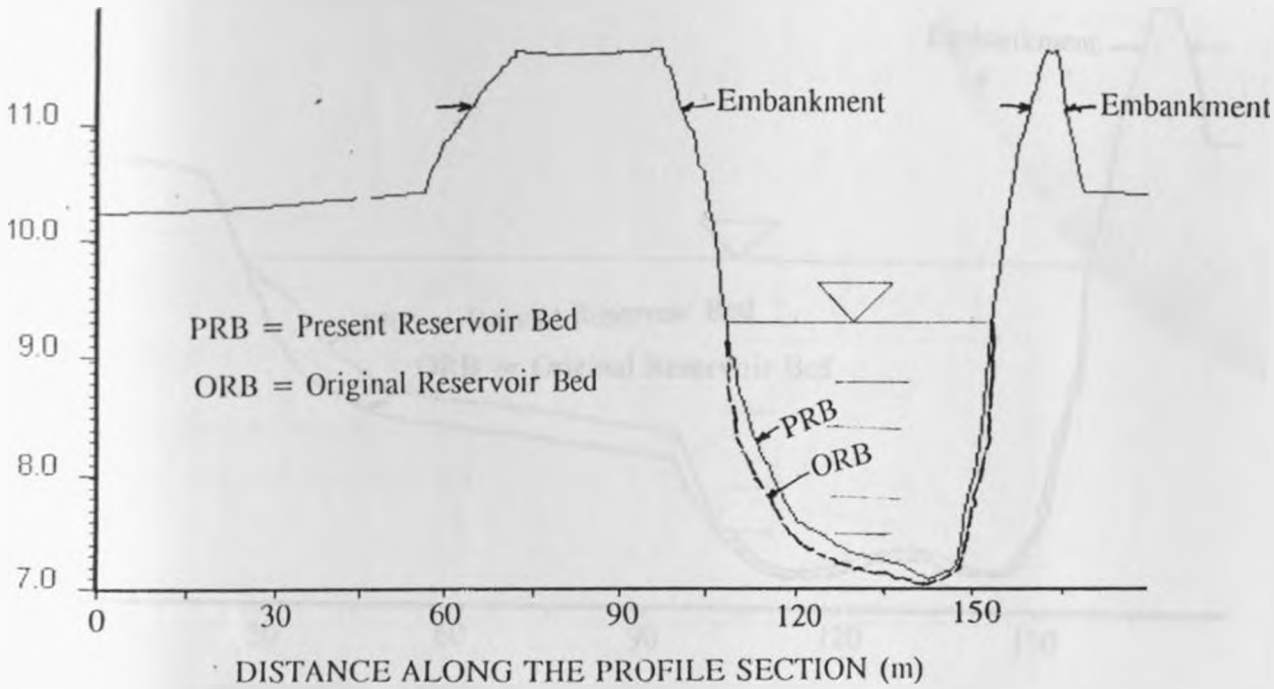 11.0
Embankment
Embankment
10.0
PRB = Present Reservoir Bed
9.0
ORB = Original Reservoir Bed
PRB
ORB
8.0
7.0
0 30 60 90 120 150
DISTANCE ALONG THE PROFILE SECTION (m)